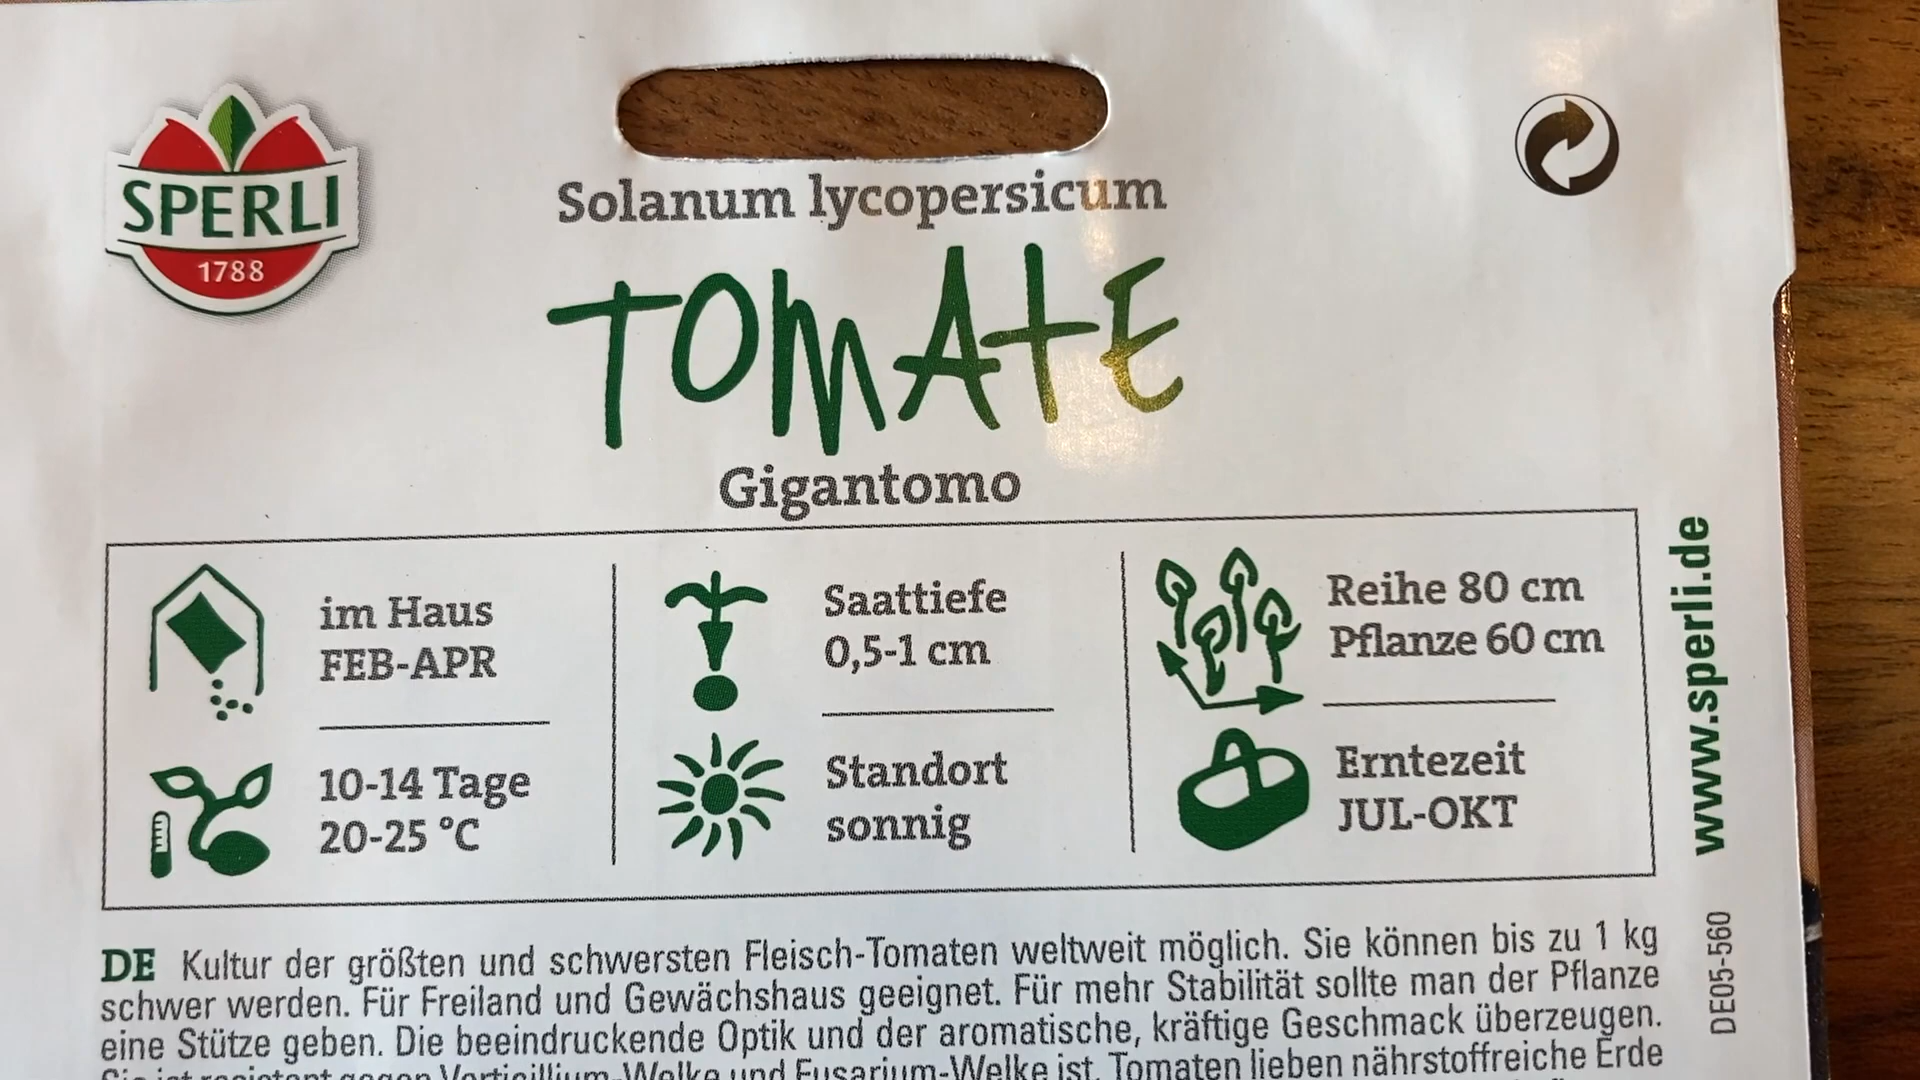 SPERLI
1788
Solanum lycopersicum
TOMATE
Gigantomo
im Haus
FEB-APR
10-14 Tage
20-25 °C
Saattiefe
0,5-1 cm
Standort
sonnig
Reihe 80 cm
Pflanze 60 cm
Erntezeit
JUL-OKT
www.sperli.de
DE05-560
DE Kultur der größten und schwersten Fleisch-Tomaten weltweit möglich. Sie können bis zu 1 kg
schwer werden. Für Freiland und Gewächshaus geeignet. Für mehr Stabilität sollte man der Pflanze
eine Stütze geben. Die beeindruckende Optik und der aromatische, kräftige Geschmack überzeugen.
Sie ist resistent gegen Verticillium-Welke und Fusarium-Welke ist. Tomaten lieben nährstoffreiche Erde